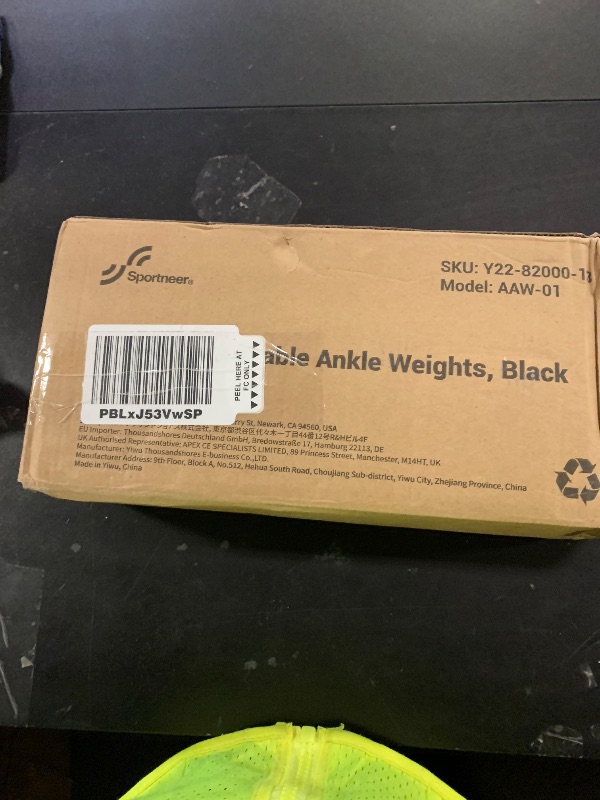 Sportneer®
SKU: Y22-82000-1
Model: AAW-01
able Ankle Weights, Black
PEEL HERE AT
FC ONLY
PBLxJ53VwSP
rry St, Newark, CA 94560, USA
EU Importer: Thousandshores Deutschland GmbH, Bredowstraße 17, Hamburg 22113, DE
UK Authorised Representative: APEX CE SPECIALISTS LIMITED, 89 Princess Street, Manchester, M14HT, UK
Manufacturer: Yiwu Thousandshores E-business Co.,LTD.
Manufacturer Address: 9th Floor, Block A, No.512, Hehua South Road, Choujiang Sub-district, Yiwu City, Zhejiang Province, China
Made in Yiwu, China